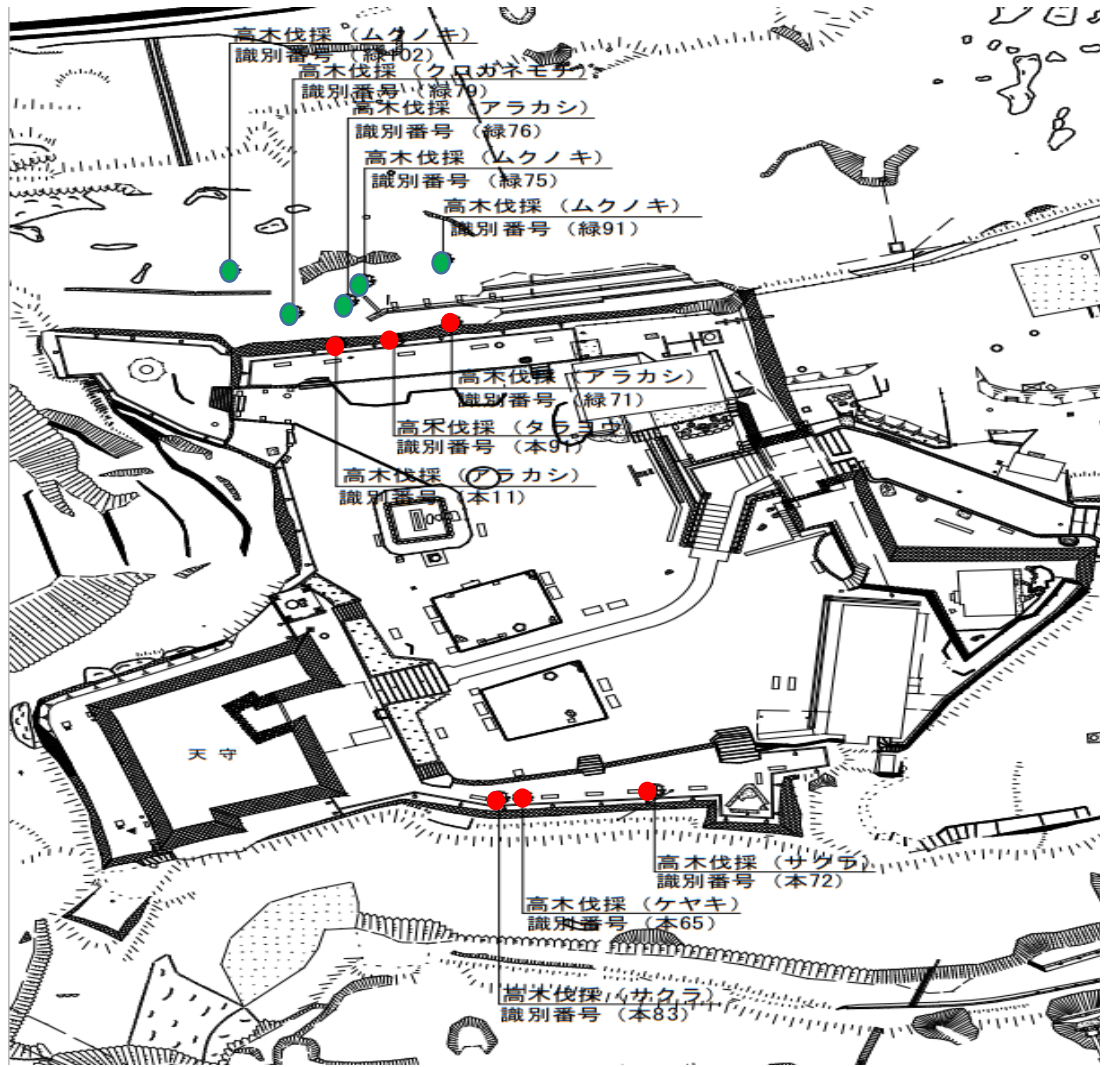 高木伐採（ムクノキ）
識別番号（緑102）
高木伐採（クロガネモチ）
識別番号（緑79）
高木伐採（アラカシ）
識別番号（緑76）
高木伐採（ムクノキ）
識別番号（緑75）
高木伐採（ムクノキ）
識別番号（緑91）
高木伐採（アラカシ）
識別番号（緑71）
高木伐採（タラヨウ）
識別番号（本91）
高木伐採（アラカシ）
識別番号（本11）
天守
高木伐採（サクラ）
識別番号（本72）
高木伐採（ケヤキ）
識別番号（本65）
高木伐採（サクラ）
識別番号（本83）